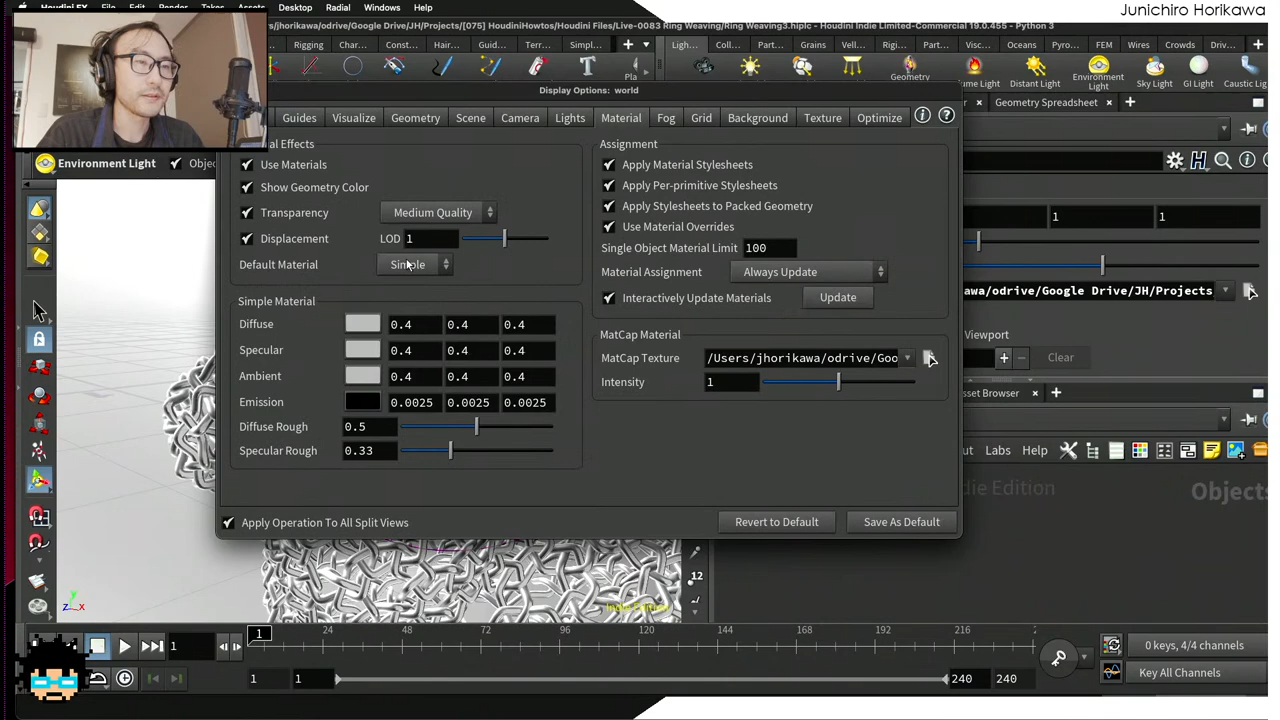 Junichiro Horikawa
Desktop Radial Windows Help
horikawa/odrive/Google Drive/JH/Projects/[075] HoudiniHowtos/Houdini Files/Live-0083 Ring Weaving/Ring Weaving3.hiplc - Houdini Indie Limited-Commercial 19.0.455 - Python 3
Rigging Char... Const... Hair... Guid... Terr... Simpl... Ligh... Coll... Part... Grains Vell... Rigi... Part... Visc... Oceans Pyro... FEM Wires Crowds Driv...
Geometry Distant Light Environment Light Sky Light GI Light Caustic Light
Display Options: world
Geometry Spreadsheet
Guides Visualize Geometry Scene Camera Lights Material Fog Grid Background Texture Optimize
Environment Light
Use Materials
Show Geometry Color
Transparency Medium Quality
Displacement LOD 1
Default Material Simple
Simple Material
Diffuse 0.4 0.4 0.4
Specular 0.4 0.4 0.4
Ambient 0.4 0.4 0.4
Emission 0.0025 0.0025 0.0025
Diffuse Rough 0.5
Specular Rough 0.33
Assignment
Apply Material Stylesheets
Apply Per-primitive Stylesheets
Apply Stylesheets to Packed Geometry
Use Material Overrides
Single Object Material Limit 100
Material Assignment Always Update
Interactively Update Materials Update
MatCap Material
MatCap Texture /Users/jhorikawa/odrive/Goo
Intensity 1
Apply Operation To All Split Views Revert to Default Save As Default
1 1
awa/odrive/Google Drive/JH/Projects
Viewport
Clear
sset Browser
Labs Help
Indie Edition Objects
12
Indie Edition
z y x
1 1 24 48 72 96 120 144 168 192 216
1 1 240 240
0 keys, 4/4 channels
Key All Channels